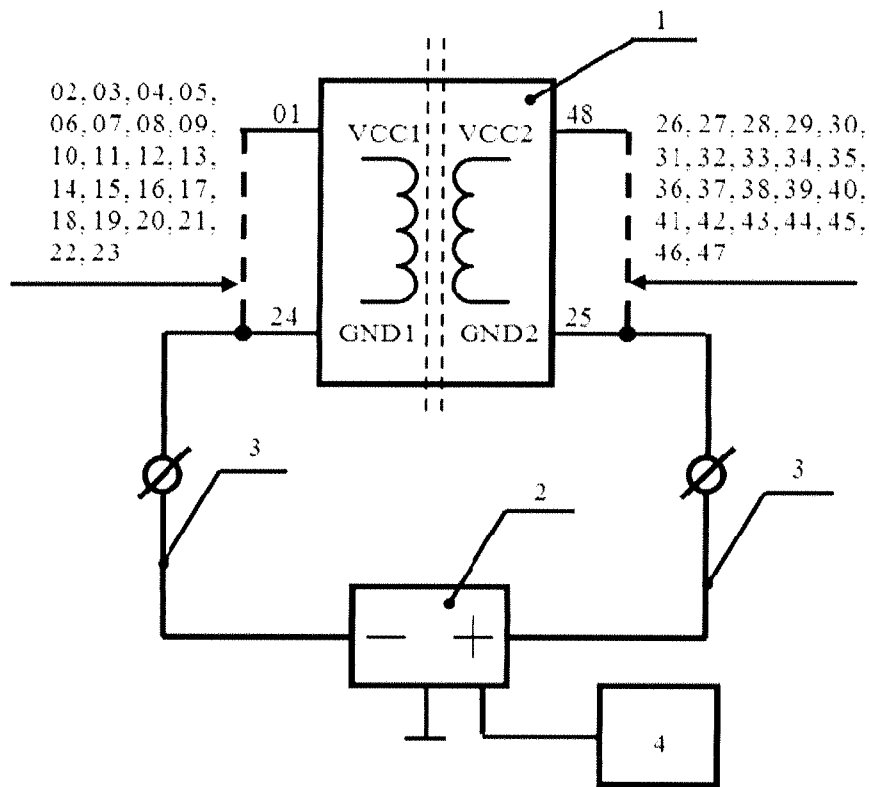 1
02, 03, 04, 05,
06, 07, 08, 09,
10, 11, 12, 13,
14, 15, 16, 17,
18, 19, 20, 21,
22, 23
01
VCC1
VCC2
48
26, 27, 28, 29, 30,
31, 32, 33, 34, 35,
36, 37, 38, 39, 40,
41, 42, 43, 44, 45,
46, 47
24
GND1
GND2
25
3
2
3
− +
4